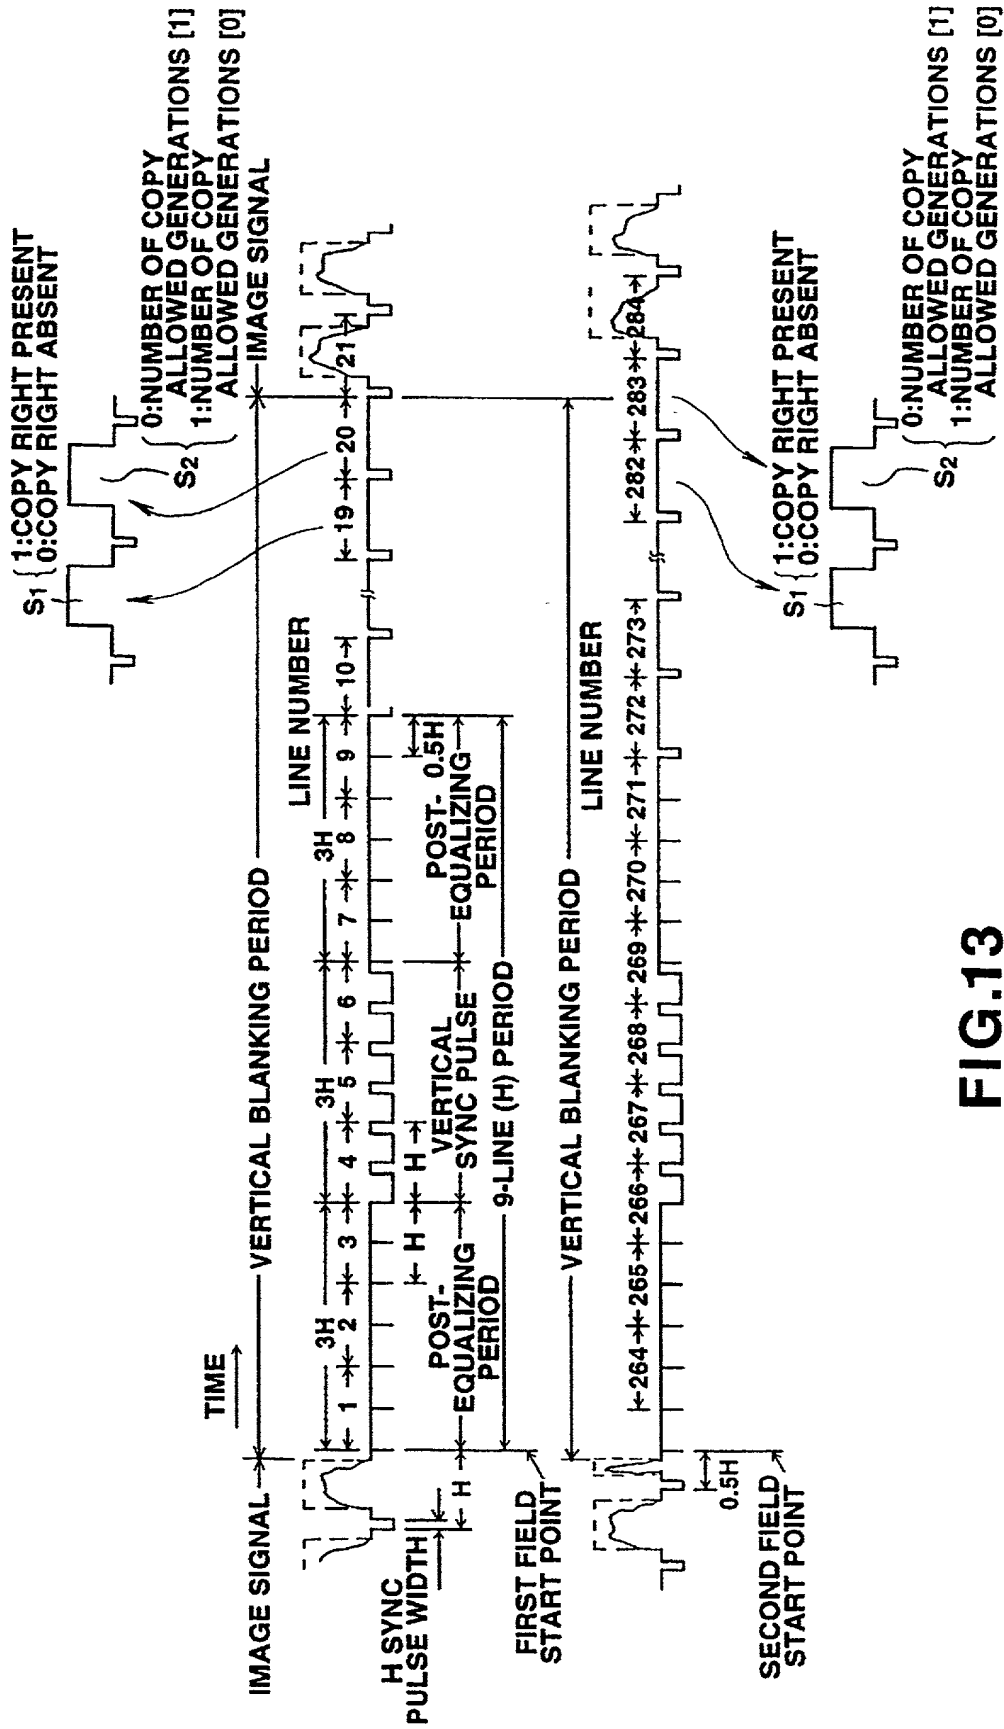 S1 { 1:COPY RIGHT PRESENT
0:COPY RIGHT ABSENT
S2 { 0:NUMBER OF COPY
ALLOWED GENERATIONS [1]
1:NUMBER OF COPY
ALLOWED GENERATIONS [0]
TIME
IMAGE SIGNAL
VERTICAL BLANKING PERIOD
IMAGE SIGNAL
LINE NUMBER
3H
3H
3H
1 2 3 4 5 6 7 8 9 10 19 20 21
H SYNC
PULSE WIDTH
H
H
H
0.5H
POST-
EQUALIZING
PERIOD
VERTICAL
SYNC PULSE
POST-
EQUALIZING
PERIOD
9-LINE (H) PERIOD
FIRST FIELD
START POINT
VERTICAL BLANKING PERIOD
LINE NUMBER
264 265 266 267 268 269 270 271 272 273 282 283 284
0.5H
SECOND FIELD
START POINT
S1 { 1:COPY RIGHT PRESENT
0:COPY RIGHT ABSENT
S2 { 0:NUMBER OF COPY
ALLOWED GENERATIONS [1]
1:NUMBER OF COPY
ALLOWED GENERATIONS [0]
FIG.13